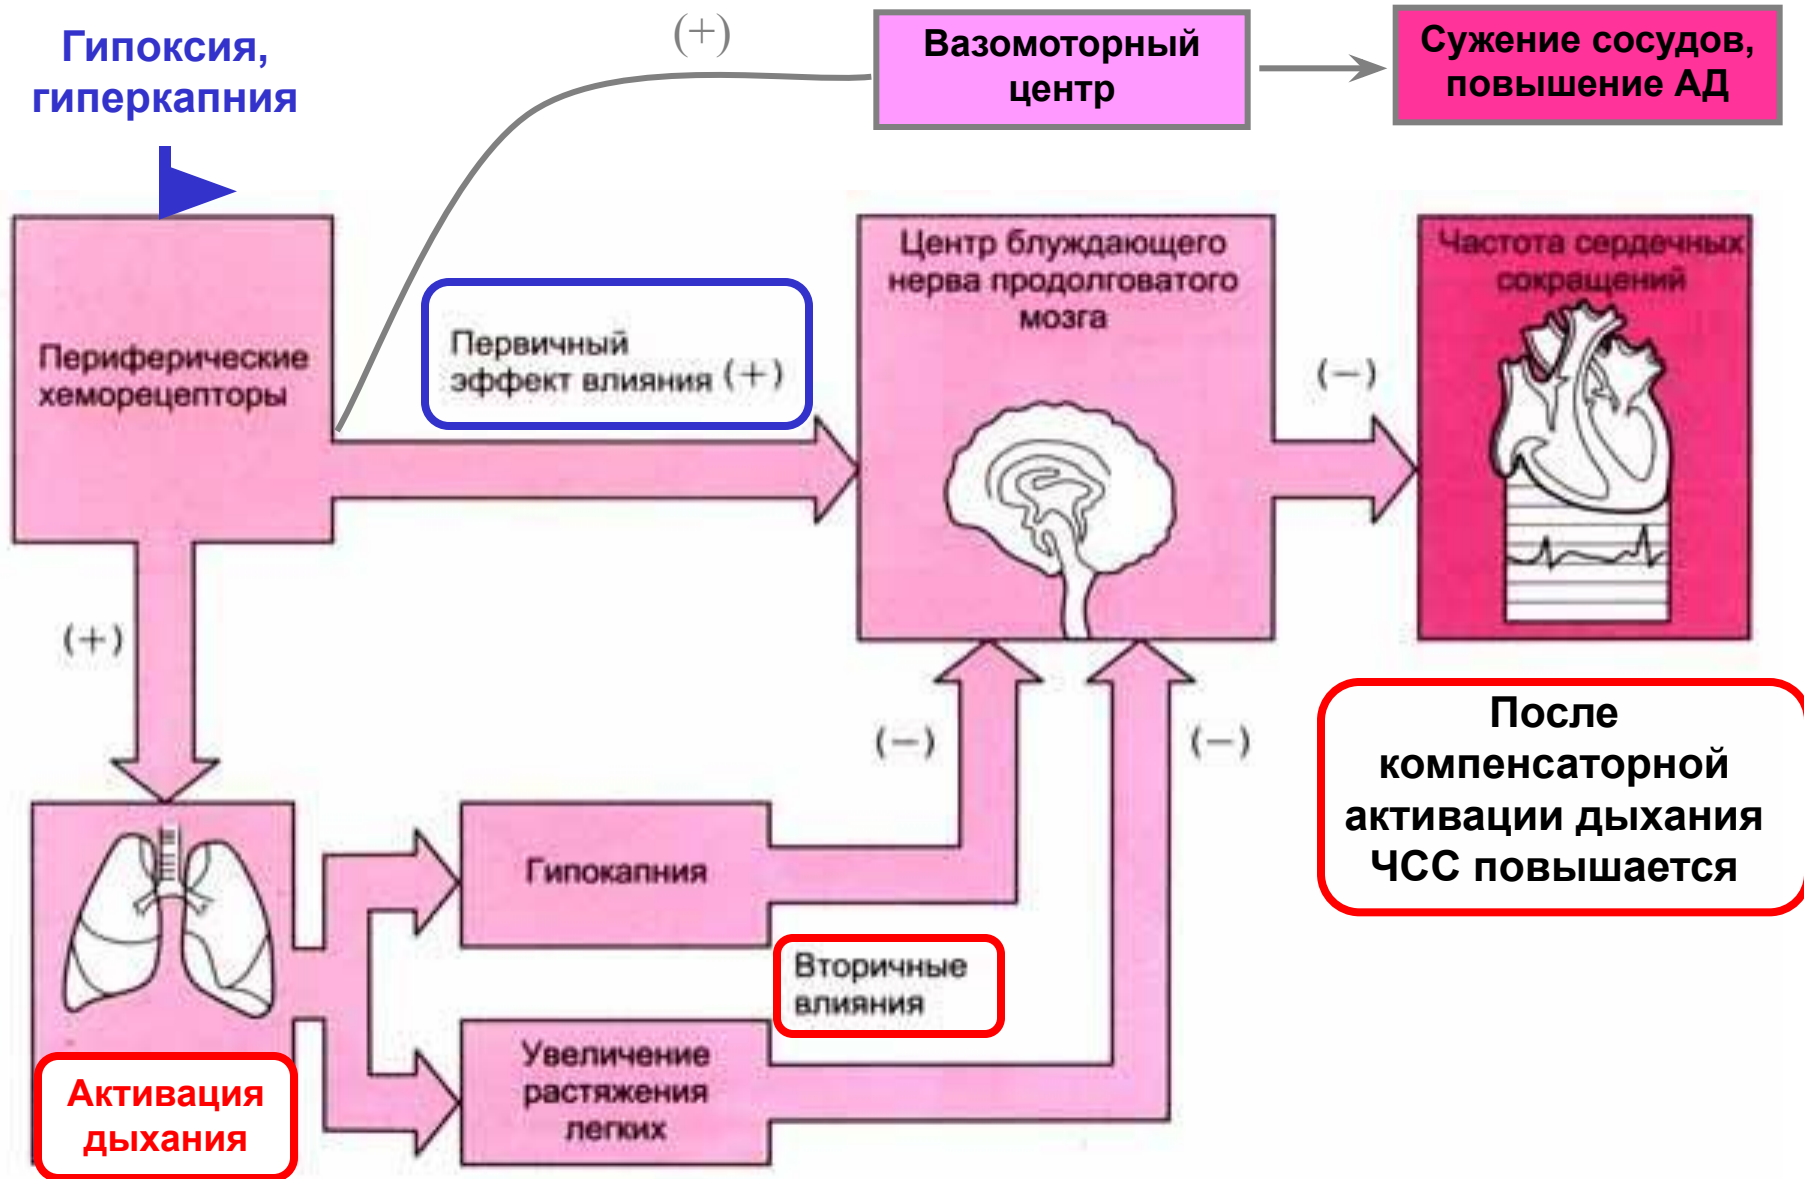 Гипоксия,
гиперкапния
(+)
Вазомоторный
центр
Сужение сосудов,
повышение АД
Периферические
хеморецепторы
Первичный
эффект влияния (+)
Центр блуждающего
нерва продолговатого
мозга
(−)
Частота сердечных
сокращений
(+)
(−)
(−)
После
компенсаторной
активации дыхания
ЧСС повышается
Гипокапния
Вторичные
влияния
Увеличение
растяжения
легких
Активация
дыхания